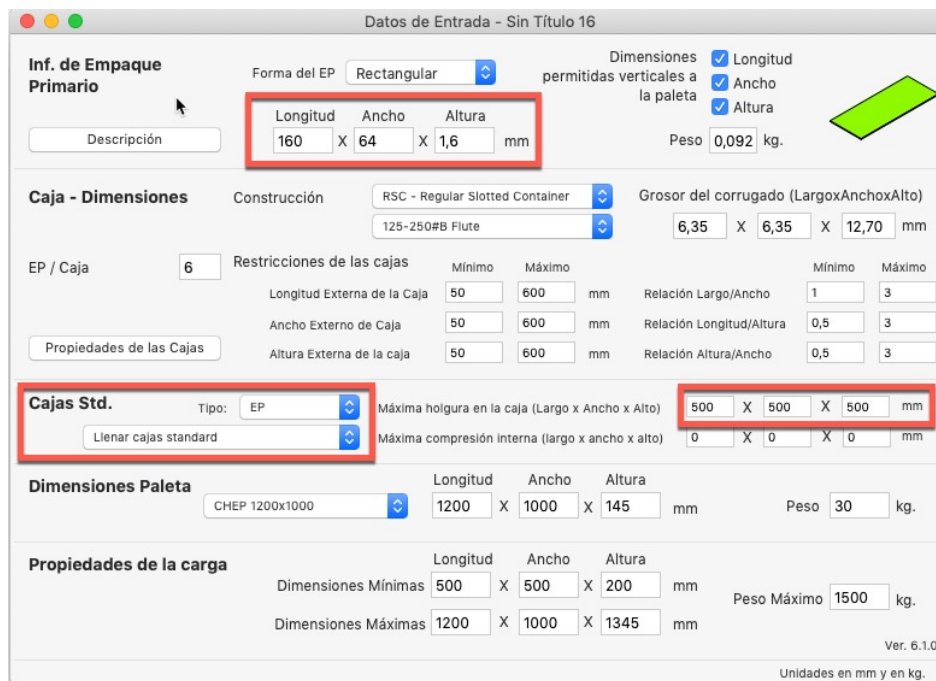 Datos de Entrada - Sin Título 16
Inf. de Empaque
Primario
Forma del EP Rectangular
Dimensiones
permitidas verticales a
la paleta
Longitud
Ancho
Altura
Longitud Ancho Altura
160 X 64 X 1,6 mm
Descripción
Peso 0,092 kg.
Caja - Dimensiones
Construcción RSC - Regular Slotted Container
125-250#B Flute
Grosor del corrugado (LargoxAnchoxAlto)
6,35 X 6,35 X 12,70 mm
EP / Caja 6
Restricciones de las cajas
Mínimo Máximo Mínimo Máximo
Longitud Externa de la Caja 50 600 mm Relación Largo/Ancho 1 3
Ancho Externo de Caja 50 600 mm Relación Longitud/Altura 0,5 3
Propiedades de las Cajas
Altura Externa de la caja 50 600 mm Relación Altura/Ancho 0,5 3
Cajas Std. Tipo: EP
Llenar cajas standard
Máxima holgura en la caja (Largo x Ancho x Alto) 500 X 500 X 500 mm
Máxima compresión interna (largo x ancho x alto) 0 X 0 X 0 mm
Dimensiones Paleta
CHEP 1200x1000
Longitud Ancho Altura
1200 X 1000 X 145 mm Peso 30 kg.
Propiedades de la carga
Longitud Ancho Altura
Dimensiones Mínimas 500 X 500 X 200 mm
Dimensiones Máximas 1200 X 1000 X 1345 mm
Peso Máximo 1500 kg.
Ver. 6.1.0
Unidades en mm y en kg.